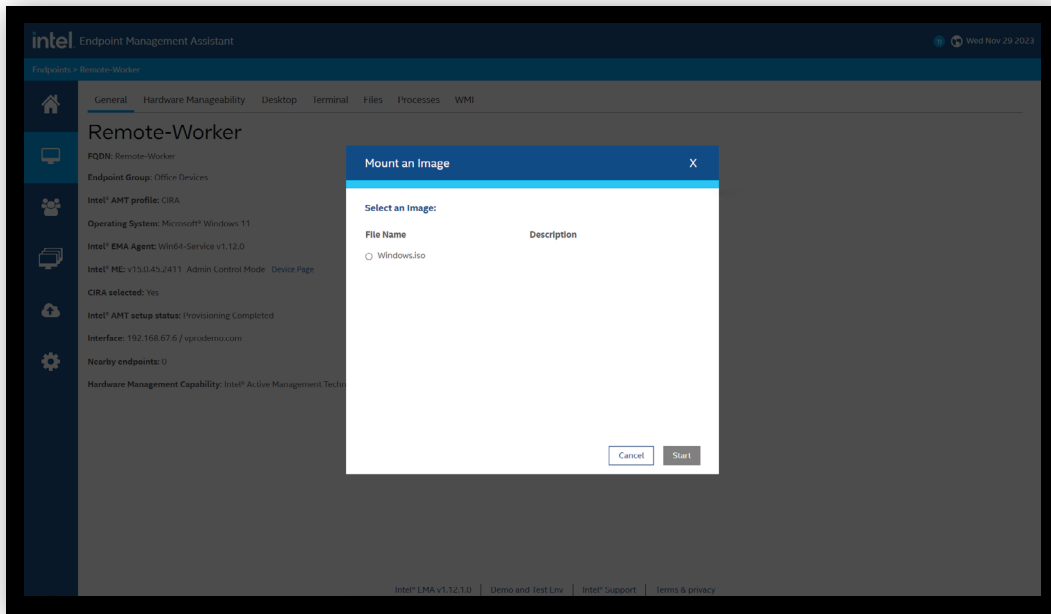 intel. Endpoint Management Assistant
Wed Nov 29 2023
Endpoints > Remote-Worker
General Hardware Manageability Desktop Terminal Files Processes WMI
Remote-Worker
FQDN: Remote-Worker
Endpoint Group: Office Devices
Intel® AMT profile: CIRA
Operating System: Microsoft® Windows 11
Intel® EMA Agent: Win64-Service v1.12.0
Intel® ME: v15.0.45.2411 Admin Control Mode Device Page
CIRA selected: Yes
Intel® AMT setup status: Provisioning Completed
Interface: 192.168.67.6 / vprodemo.com
Nearby endpoints: 0
Hardware Management Capability: Intel® Active Management Techn
Mount an Image X
Select an Image:
File Name Description
Windows.iso
Cancel Start
Intel® EMA v1.12.1.0 | Demo and Test Env | Intel® Support | Terms & privacy